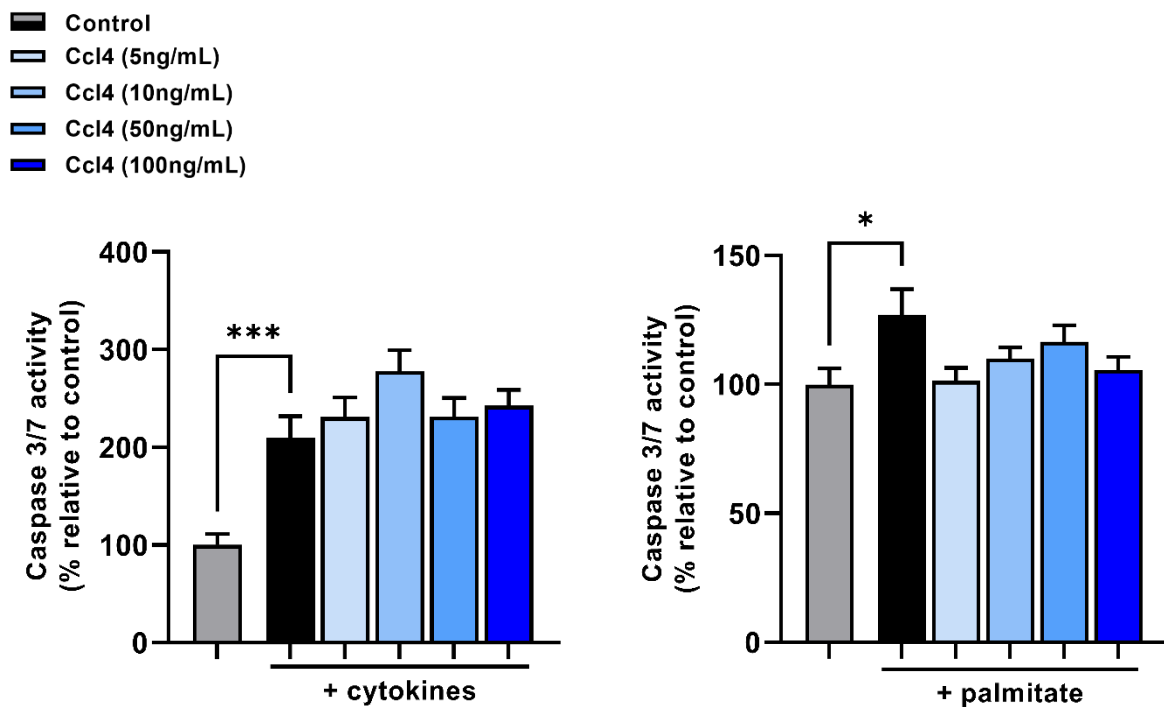 Control
Ccl4 (5ng/mL)
Ccl4 (10ng/mL)
Ccl4 (50ng/mL)
Ccl4 (100ng/mL)
Caspase 3/7 activity
(% relative to control)
400
300
200
100
0
***
+ cytokines
Caspase 3/7 activity
(% relative to control)
150
100
50
0
*
+ palmitate